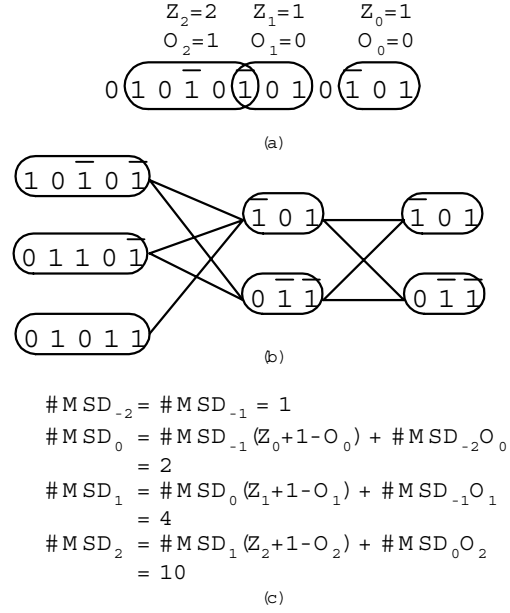 Z₂=2 Z₁=1 Z₀=1
O₂=1 O₁=0 O₀=0
0 1 0 1̅ 0 1̅ 0 1 0 1̅ 0 1
(a)
1 0 1̅ 0 1̅
1̅ 0 1 1̅ 0 1
0 1 1 0 1̅
0 1̅ 1̅ 0 1̅ 1̅
0 1 0 1 1
(b)
#MSD₋₂ = #MSD₋₁ = 1
#MSD₀ = #MSD₋₁(Z₀+1-O₀) + #MSD₋₂O₀
= 2
#MSD₁ = #MSD₀(Z₁+1-O₁) + #MSD₋₁O₁
= 4
#MSD₂ = #MSD₁(Z₂+1-O₂) + #MSD₀O₂
= 10
(c)